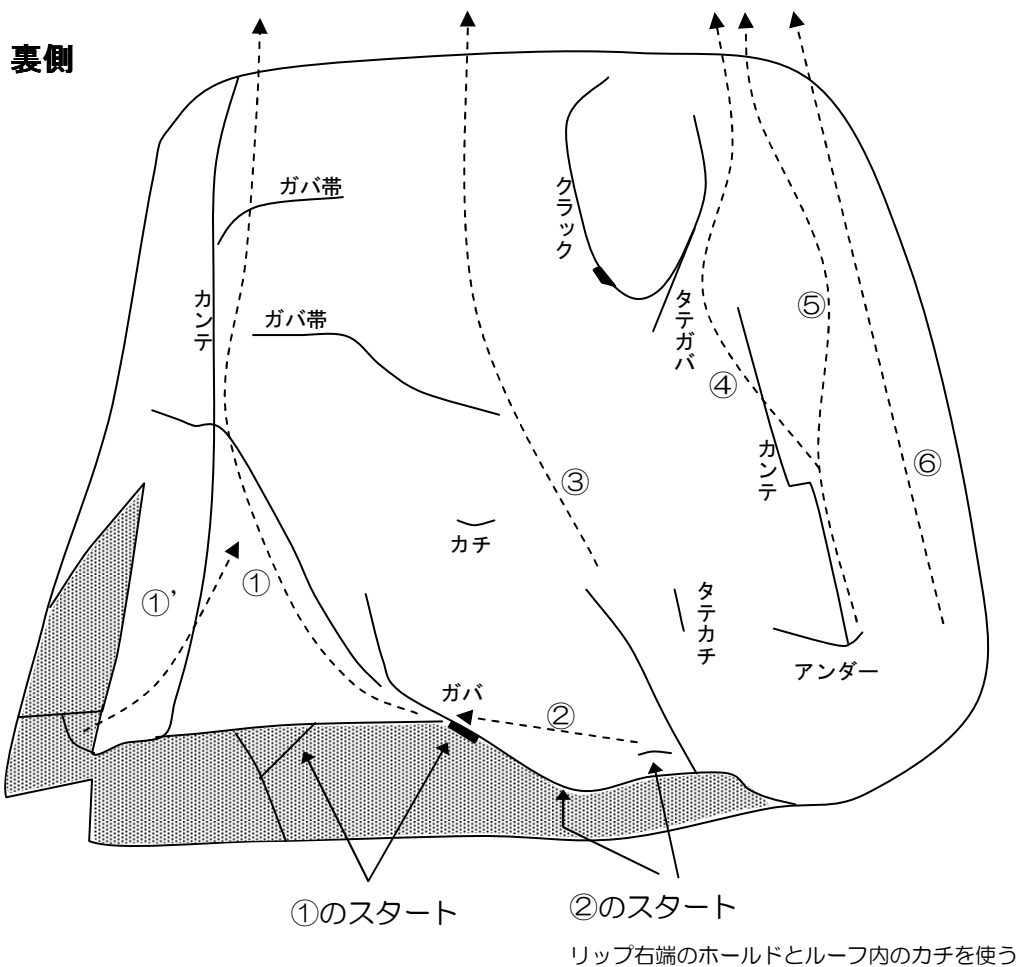 裏側
ガバ帯
クラック
カンテ
ガバ帯
タテガバ
⑤
④
カンテ
⑥
③
カチ
①
①’
タテカチ
アンダー
ガバ
②
①のスタート
②のスタート
リップ右端のホールドとルーフ内のカチを使う